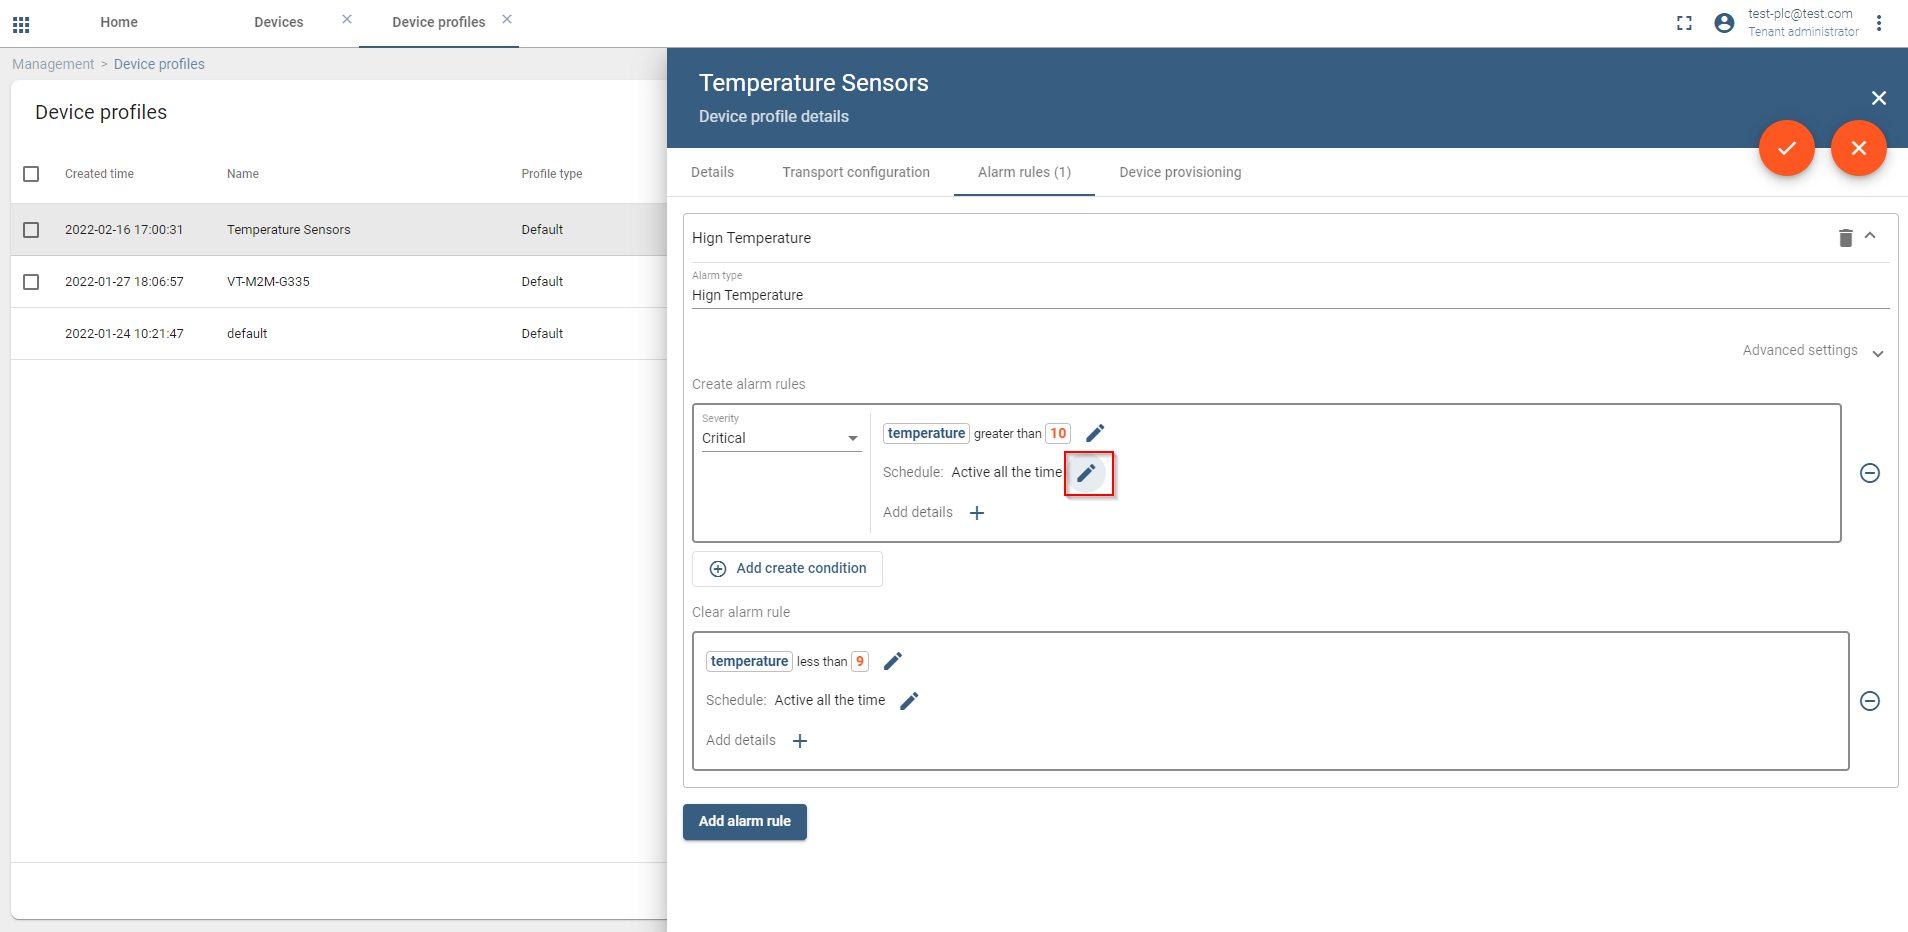 Home
Devices
Device profiles
test-plc@test.com
Tenant administrator
Management > Device profiles
Device profiles
Created time Name Profile type
2022-02-16 17:00:31 Temperature Sensors Default
2022-01-27 18:06:57 VT-M2M-G335 Default
2022-01-24 10:21:47 default Default
Temperature Sensors
Device profile details
Details
Transport configuration
Alarm rules (1)
Device provisioning
Hign Temperature
Alarm type
Hign Temperature
Advanced settings
Create alarm rules
Severity
Critical
temperature greater than 10
Schedule: Active all the time
Add details
Add create condition
Clear alarm rule
temperature less than 9
Schedule: Active all the time
Add details
Add alarm rule